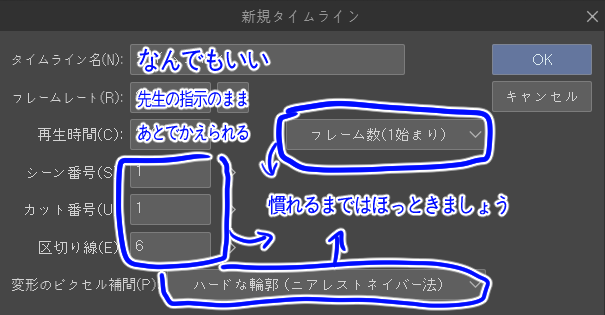 新規タイムライン
タイムライン名(N): なんでもいい OK
フレームレート(R): 先生の指示のまま キャンセル
再生時間(C): あとでかえられる フレーム数(1始まり)
シーン番号(S 1
カット番号(U 1 慣れるまではほっときましょう
区切り線(E) 6
変形のピクセル補間(P) ハードな輪郭 (ニアレストネイバー法)